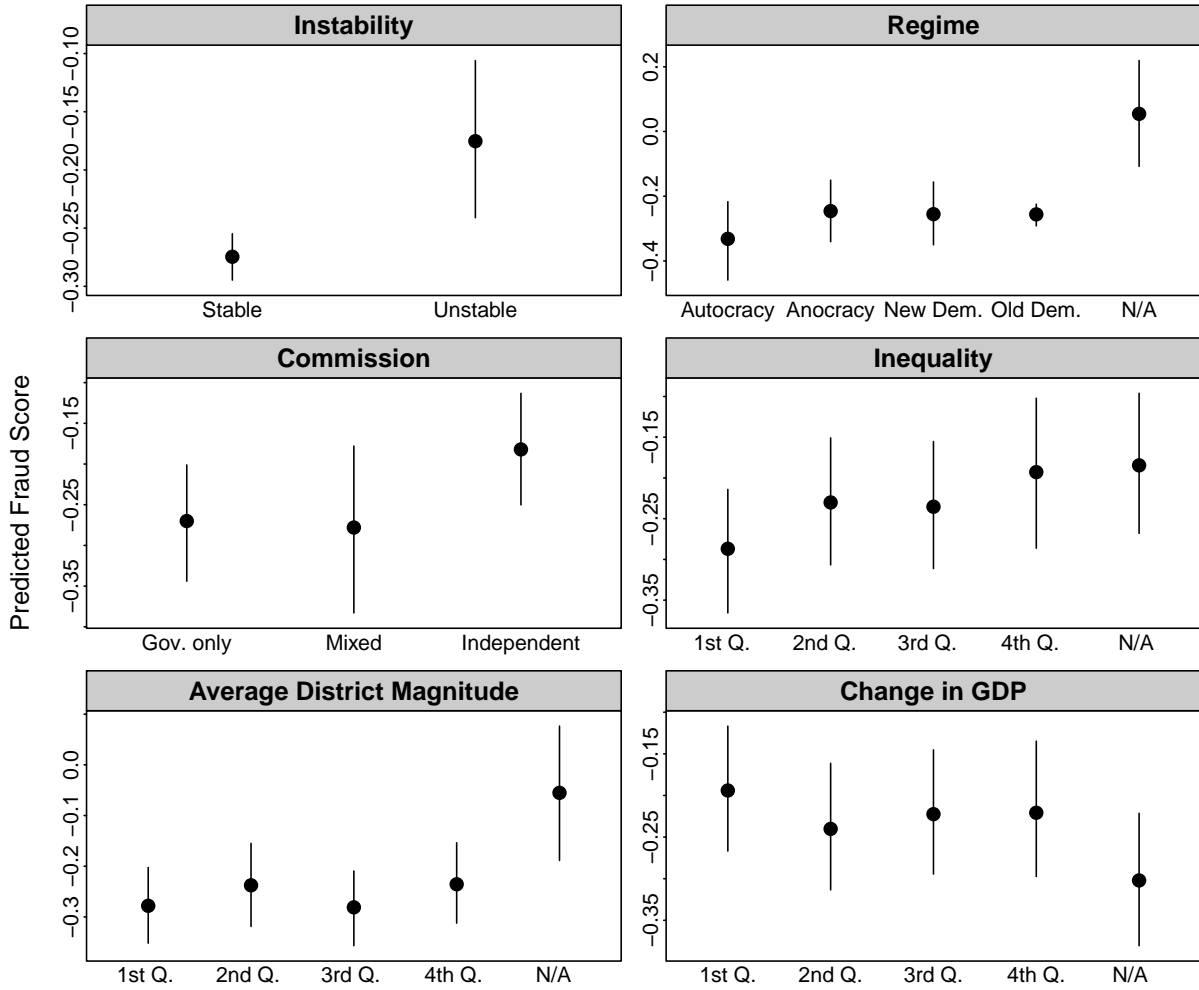 Predicted Fraud Score
Instability
−0.10
−0.15
−0.20
−0.25
−0.30
Stable Unstable
Regime
0.2
0.0
−0.2
−0.4
Autocracy Anocracy New Dem. Old Dem. N/A
Commission
−0.15
−0.25
−0.35
Gov. only Mixed Independent
Inequality
−0.15
−0.25
−0.35
1st Q. 2nd Q. 3rd Q. 4th Q. N/A
Average District Magnitude
0.0
−0.1
−0.2
−0.3
1st Q. 2nd Q. 3rd Q. 4th Q. N/A
Change in GDP
−0.15
−0.25
−0.35
1st Q. 2nd Q. 3rd Q. 4th Q. N/A